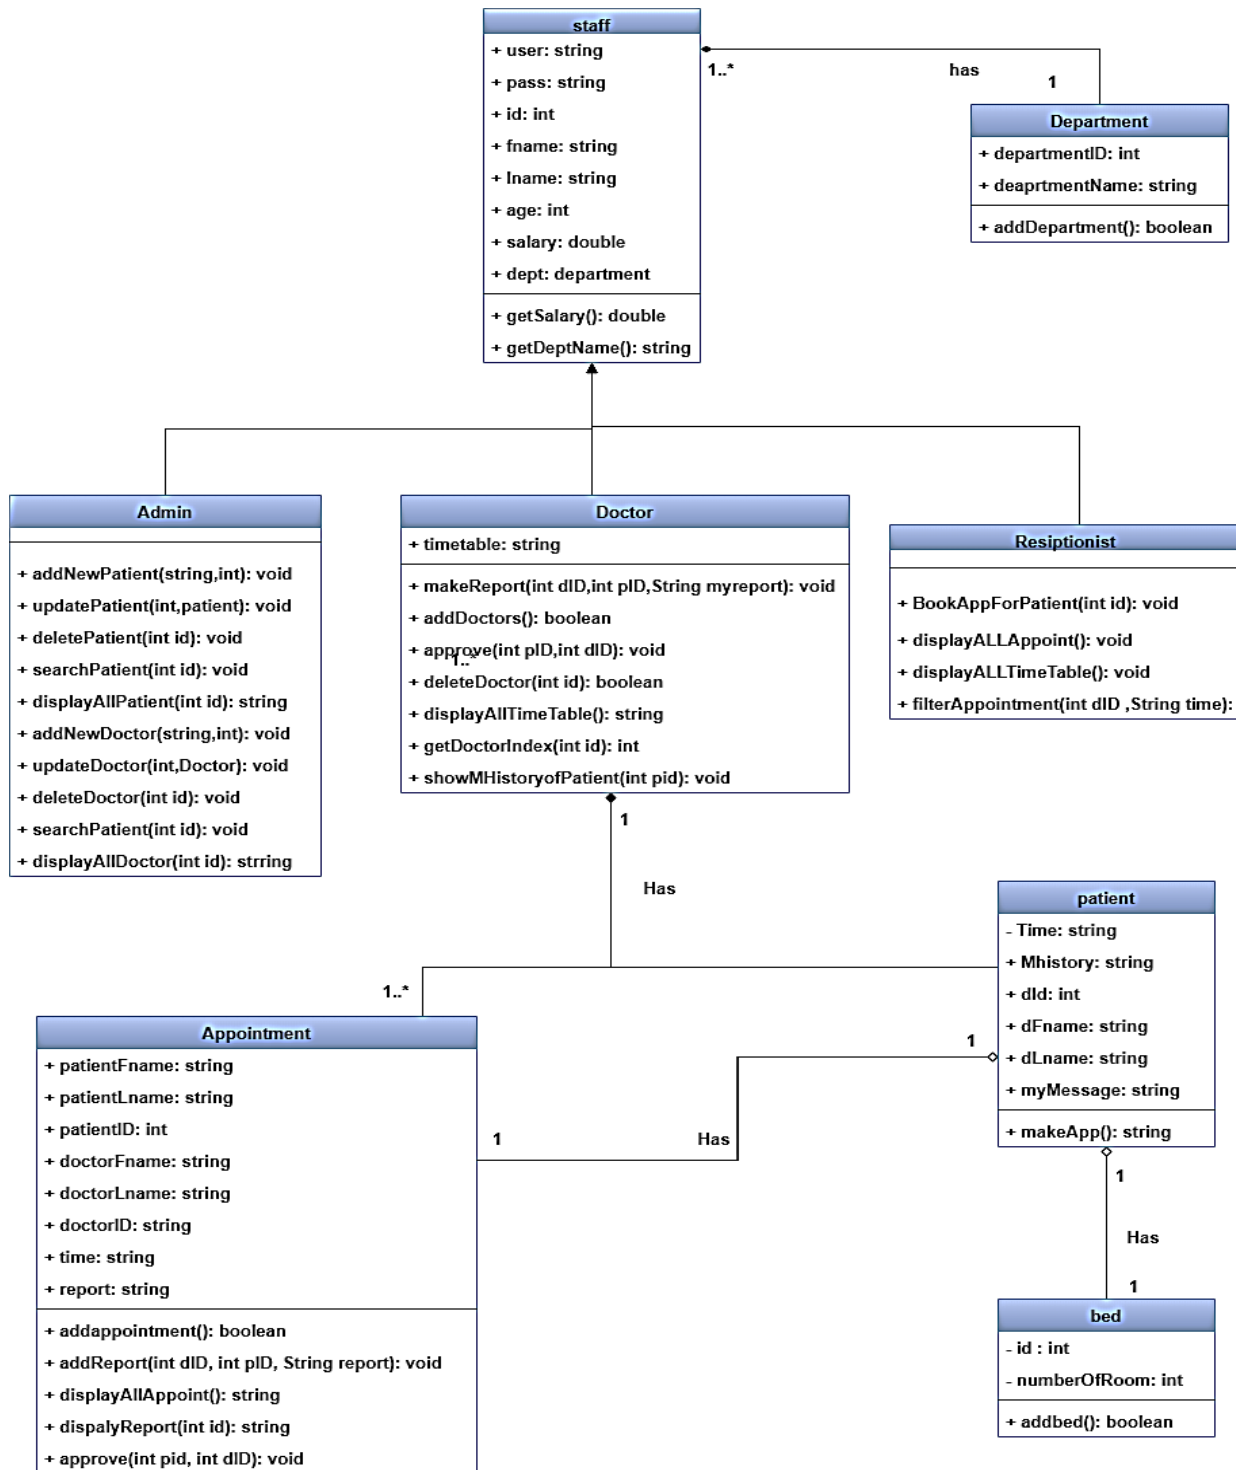 staff
+ user: string
+ pass: string
+ id: int
+ fname: string
+ lname: string
+ age: int
+ salary: double
+ dept: department
+ getSalary(): double
+ getDeptName(): string
1..*
has
1
Department
+ departmentID: int
+ deaprtmentName: string
+ addDepartment(): boolean
Admin
+ addNewPatient(string,int): void
+ updatePatient(int,patient): void
+ deletePatient(int id): void
+ searchPatient(int id): void
+ displayAllPatient(int id): string
+ addNewDoctor(string,int): void
+ updateDoctor(int,Doctor): void
+ deleteDoctor(int id): void
+ searchPatient(int id): void
+ displayAllDoctor(int id): strring
Doctor
+ timetable: string
+ makeReport(int dID,int pID,String myreport): void
+ addDoctors(): boolean
+ approve(int pID,int dID): void
1..*
+ deleteDoctor(int id): boolean
+ displayAllTimeTable(): string
+ getDoctorIndex(int id): int
+ showMHistoryofPatient(int pid): void
Resiptionist
+ BookAppForPatient(int id): void
+ displayALLAppoint(): void
+ displayALLTimeTable(): void
+ filterAppointment(int dID ,String time):
1
Has
1..*
patient
- Time: string
+ Mhistory: string
+ dId: int
+ dFname: string
+ dLname: string
+ myMessage: string
+ makeApp(): string
1
Has
1
Appointment
+ patientFname: string
+ patientLname: string
+ patientID: int
+ doctorFname: string
+ doctorLname: string
+ doctorID: string
+ time: string
+ report: string
+ addappointment(): boolean
+ addReport(int dID, int pID, String report): void
+ displayAllAppoint(): string
+ dispalyReport(int id): string
+ approve(int pid, int dID): void
1
Has
1
bed
- id : int
- numberOfRoom: int
+ addbed(): boolean